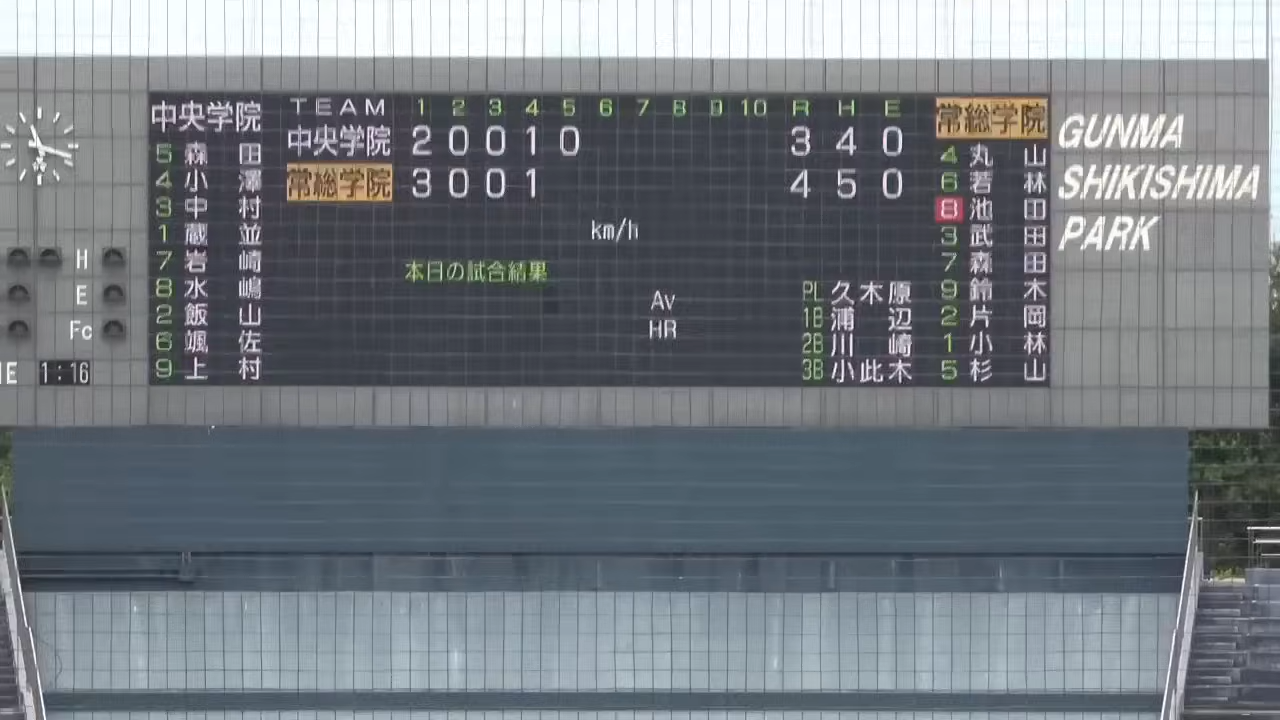 中央学院
5 森田
4 小澤
3 中村
1 蔵並
7 岩崎
8 水嶋
2 飯山
6 颯佐
9 上村
TEAM 1 2 3 4 5 6 7 8 9 10 R H E
中央学院 2 0 0 1 0 3 4 0
常総学院 3 0 0 1 4 5 0
km/h
本日の試合結果
Av
HR
PL 久木原
1B 浦辺
2B 川崎
3B 小此木
常総学院
4 丸山
6 若林
8 池田
3 武田
7 森田
9 鈴木
2 片岡
1 小林
5 杉山
GUNMA
SHIKISHIMA
PARK
H
E
Fc
1:16